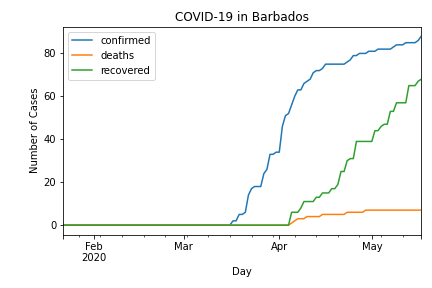 COVID-19 in Barbados
confirmed
deaths
recovered
Number of Cases
80
60
40
20
0
Feb
2020
Mar
Apr
May
Day